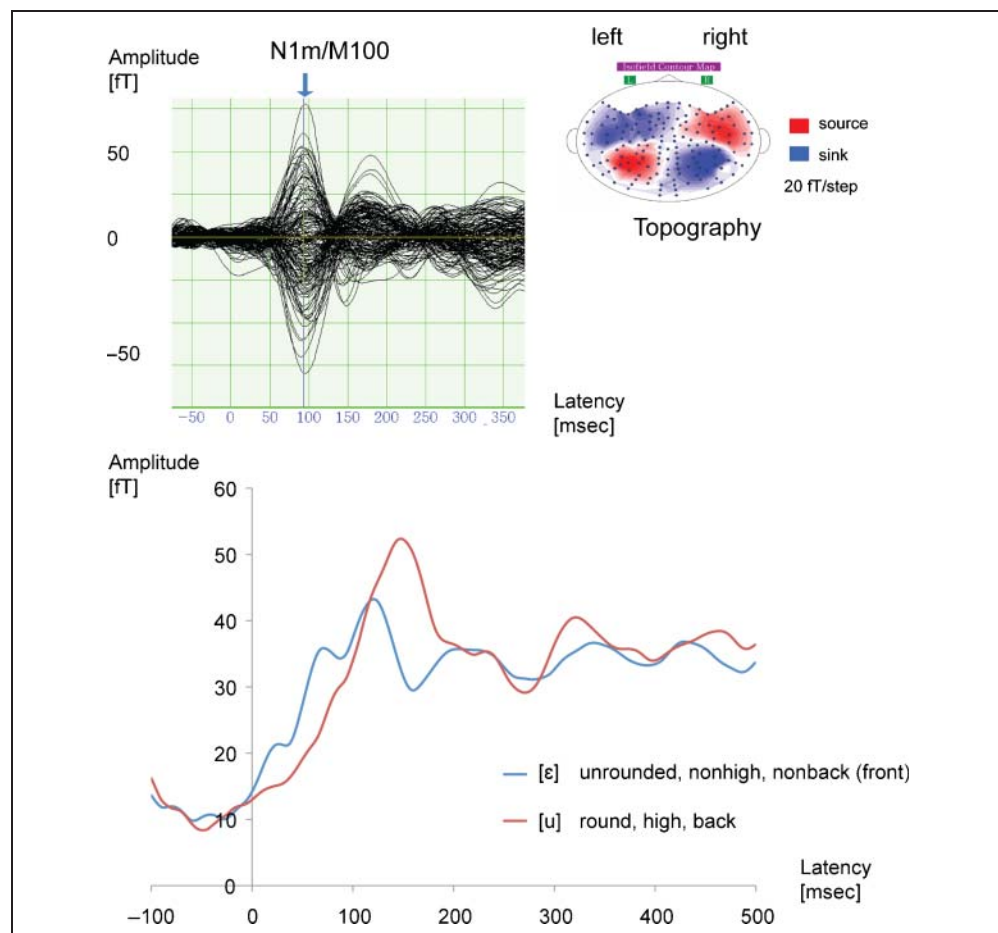 Amplitude
[fT]
N1m/M100
50
0
−50
−50 0 50 100 150 200 250 300 350
Latency
[msec]
left right
Isofield Contour Map
L R
source
sink
20 fT/step
Topography
Amplitude
[fT]
60
50
40
30
20
10
0
[ɛ] unrounded, nonhigh, nonback (front)
[u] round, high, back
Latency
[msec]
−100 0 100 200 300 400 500